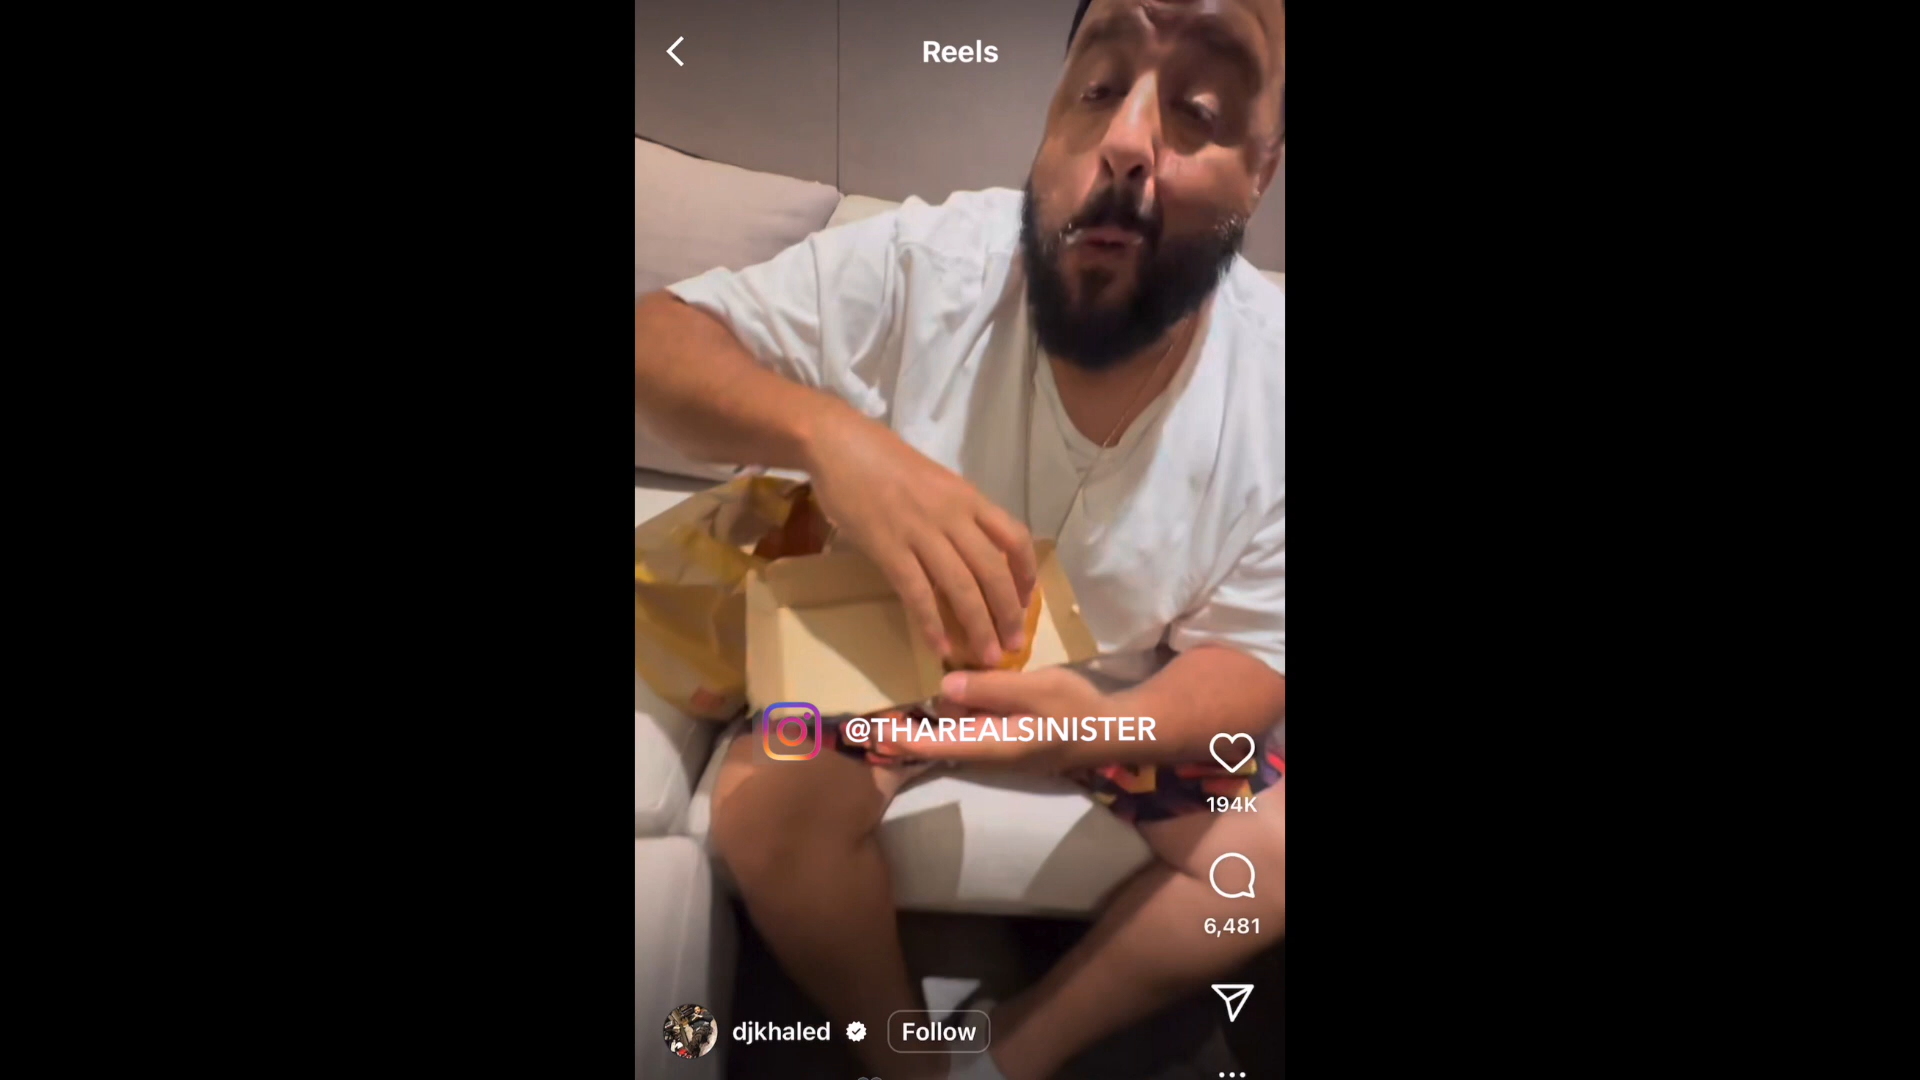 Reels
@THAREALSINISTER
194K
6,481
djkhaled
Follow